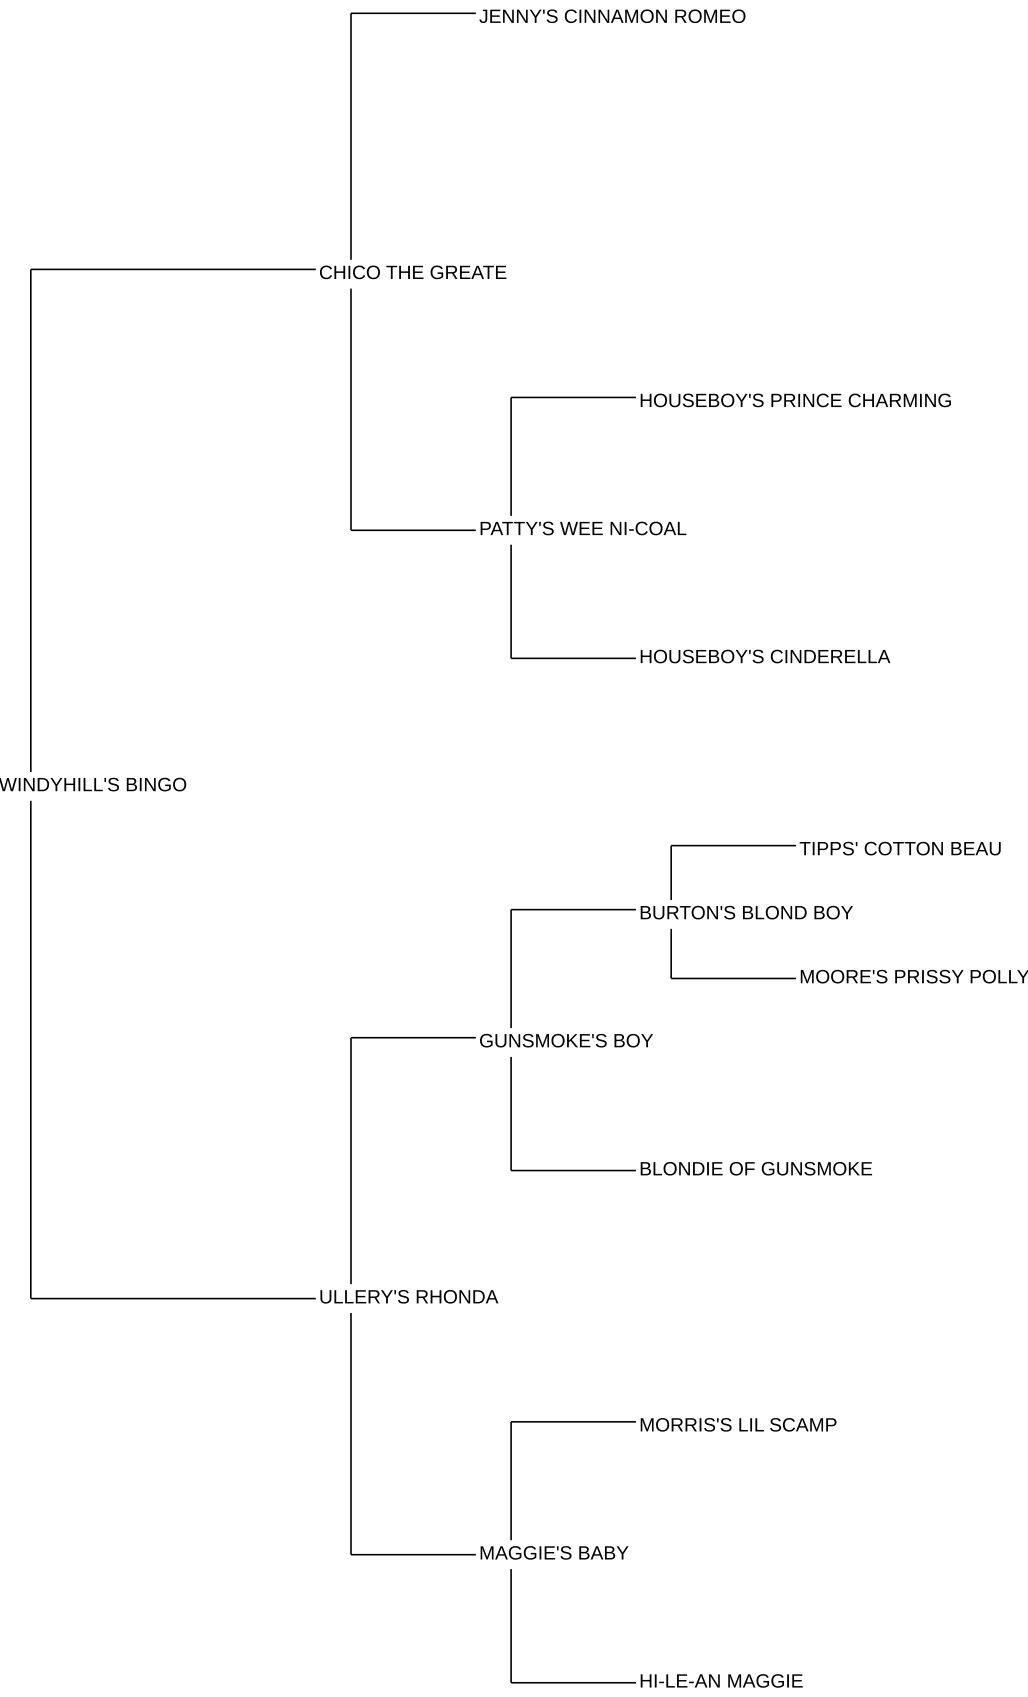 JENNY'S CINNAMON ROMEO
CHICO THE GREATE
HOUSEBOY'S PRINCE CHARMING
PATTY'S WEE NI-COAL
HOUSEBOY'S CINDERELLA
WINDYHILL'S BINGO
TIPPS' COTTON BEAU
BURTON'S BLOND BOY
MOORE'S PRISSY POLLY
GUNSMOKE'S BOY
BLONDIE OF GUNSMOKE
ULLERY'S RHONDA
MORRIS'S LIL SCAMP
MAGGIE'S BABY
HI-LE-AN MAGGIE